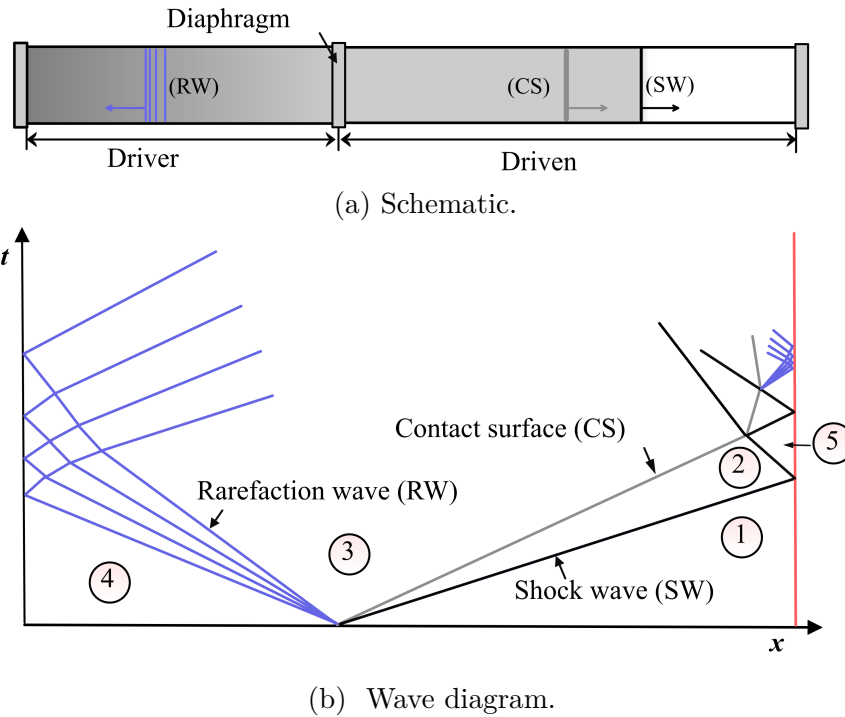 Diaphragm
(RW)
(CS)
(SW)
Driver
Driven
(a) Schematic.
t
Contact surface (CS)
5
2
Rarefaction wave (RW)
1
3
4
Shock wave (SW)
x
(b) Wave diagram.